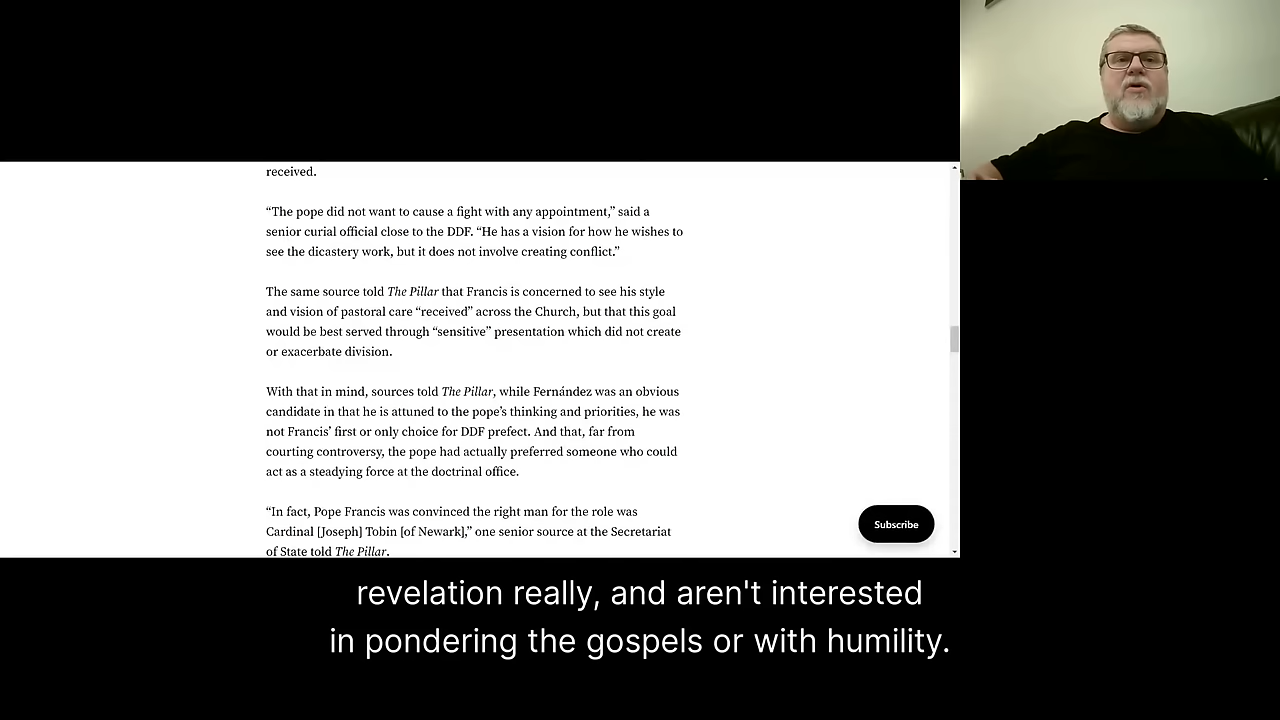 received.
“The pope did not want to cause a fight with any appointment,” said a
senior curial official close to the DDF. “He has a vision for how he wishes to
see the dicastery work, but it does not involve creating conflict.”
The same source told The Pillar that Francis is concerned to see his style
and vision of pastoral care “received” across the Church, but that this goal
would be best served through “sensitive” presentation which did not create
or exacerbate division.
With that in mind, sources told The Pillar, while Fernández was an obvious
candidate in that he is attuned to the pope’s thinking and priorities, he was
not Francis’ first or only choice for DDF prefect. And that, far from
courting controversy, the pope had actually preferred someone who could
act as a steadying force at the doctrinal office.
“In fact, Pope Francis was convinced the right man for the role was
Cardinal [Joseph] Tobin [of Newark],” one senior source at the Secretariat
of State told The Pillar.
Subscribe
revelation really, and aren't interested
in pondering the gospels or with humility.